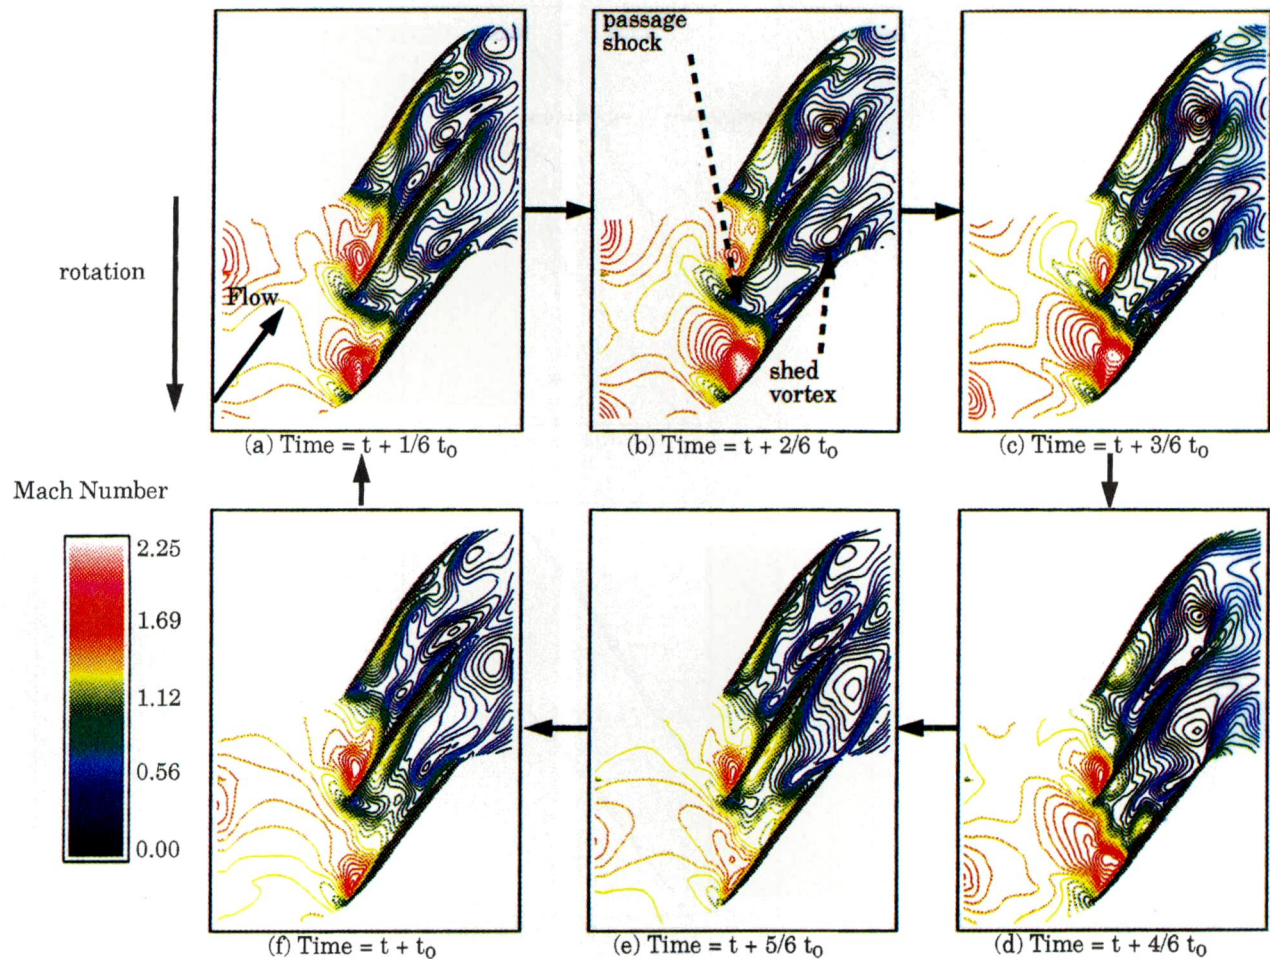 passage
shock
rotation
Flow
shed
vortex
(a) Time = t + 1/6 t₀
(b) Time = t + 2/6 t₀
(c) Time = t + 3/6 t₀
Mach Number
2.25
1.69
1.12
0.56
0.00
(f) Time = t + t₀
(e) Time = t + 5/6 t₀
(d) Time = t + 4/6 t₀